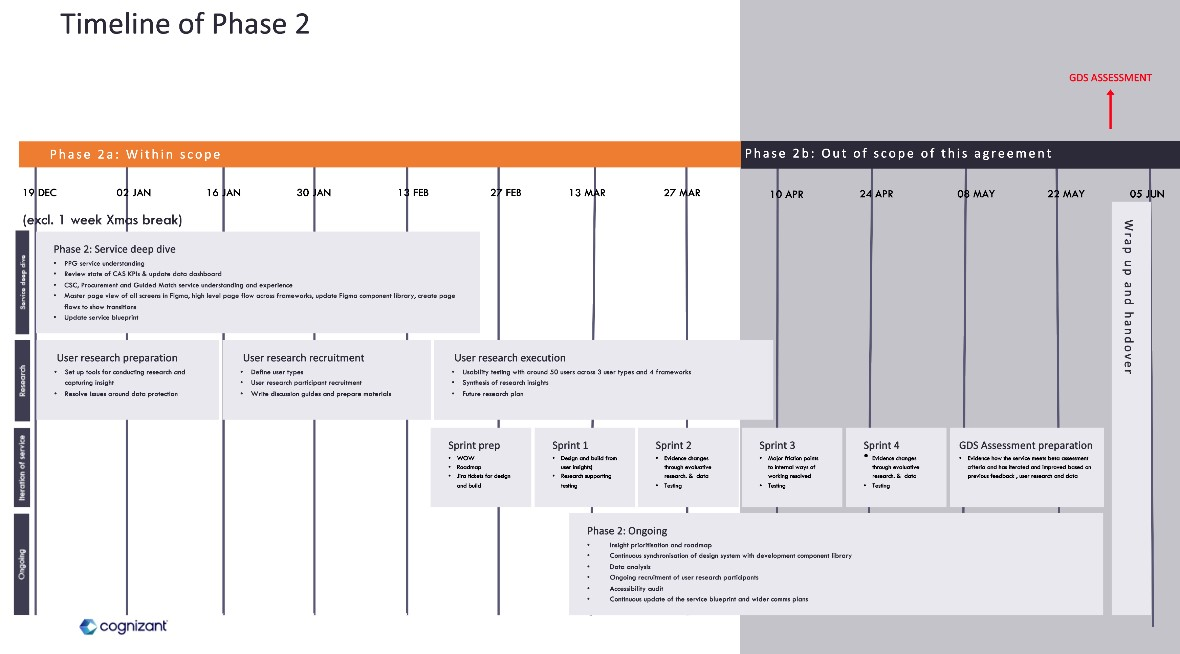 Timeline of Phase 2
GDS ASSESSMENT
Phase 2a: Within scope
Phase 2b: Out of scope of this agreement
19 DEC
02 JAN
16 JAN
30 JAN
13 FEB
27 FEB
13 MAR
27 MAR
10 APR
24 APR
08 MAY
22 MAY
05 JUN
(excl. 1 week Xmas break)
Service deep dive
Phase 2: Service deep dive
• PPG service understanding
• Review state of CAS KPIs & update data dashboard
• CSC, Procurement and Guided Match service understanding and experience
• Master page view of all screens in Figma, high level page flow across frameworks, update Figma component library, create page
flows to show transitions
• Update service blueprint
Wrap up and handover
Research
User research preparation
• Set up tools for conducting research and
capturing insight
• Resolve issues around data protection
User research recruitment
• Define user types
• User research participant recruitment
• Write discussion guides and prepare materials
User research execution
• Usability testing with around 50 users across 3 user types and 4 frameworks
• Synthesis of research insights
• Future research plan
Iteration of service
Sprint prep
• WOW
• Roadmap
• Jira tickets for design
and build
Sprint 1
• Design and build from
user insights)
• Research supporting
testing
Sprint 2
• Evidence changes
through evaluative
research. & data
• Testing
Sprint 3
• Major friction points
to internal ways of
working resolved
• Testing
Sprint 4
• Evidence changes
through evaluative
research. & data
• Testing
GDS Assessment preparation
• Evidence how the service meets beta assessment
criteria and has iterated and improved based on
previous feedback , user research and data
Ongoing
Phase 2: Ongoing
• Insight prioritisation and roadmap
• Continuous synchronisation of design system with development component library
• Data analysis
• Ongoing recruitment of user research participants
• Accessibility audit
• Continuous update of the service blueprint and wider comms plans
cognizant